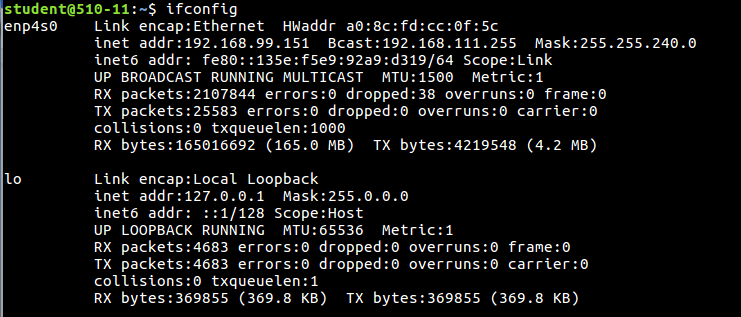 student@510-11:~$ ifconfig
enp4s0    Link encap:Ethernet  HWaddr a0:8c:fd:cc:0f:5c
          inet addr:192.168.99.151  Bcast:192.168.111.255  Mask:255.255.240.0
          inet6 addr: fe80::135e:f5e9:92a9:d319/64 Scope:Link
          UP BROADCAST RUNNING MULTICAST  MTU:1500  Metric:1
          RX packets:2107844 errors:0 dropped:38 overruns:0 frame:0
          TX packets:25583 errors:0 dropped:0 overruns:0 carrier:0
          collisions:0 txqueuelen:1000
          RX bytes:165016692 (165.0 MB)  TX bytes:4219548 (4.2 MB)

lo        Link encap:Local Loopback
          inet addr:127.0.0.1  Mask:255.0.0.0
          inet6 addr: ::1/128 Scope:Host
          UP LOOPBACK RUNNING  MTU:65536  Metric:1
          RX packets:4683 errors:0 dropped:0 overruns:0 frame:0
          TX packets:4683 errors:0 dropped:0 overruns:0 carrier:0
          collisions:0 txqueuelen:1
          RX bytes:369855 (369.8 KB)  TX bytes:369855 (369.8 KB)